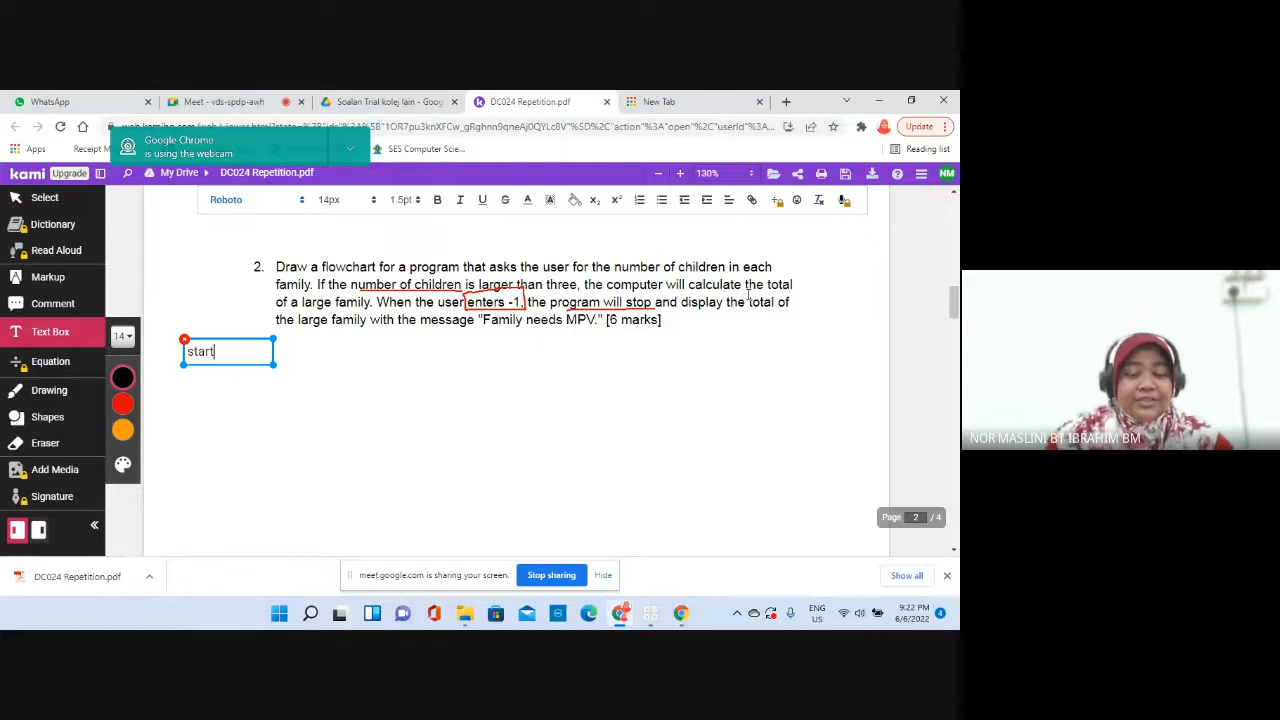 WhatsApp
Meet - vds-spdp-awh
Soalan Trial kolej lain - Goog
DC024 Repetition.pdf
New Tab
Update
Google Chrome
is using the webcam
Apps
Receipt M
SES Computer Scie...
Reading list
kami Upgrade
My Drive
DC024 Repetition.pdf
130%
NM
Select
Roboto
14px
1.5pt
B I U S A
Dictionary
Read Aloud
Markup
Comment
Text Box
14
Equation
Drawing
Shapes
Eraser
Add Media
Signature
2. Draw a flowchart for a program that asks the user for the number of children in each
family. If the number of children is larger than three, the computer will calculate the total
of a large family. When the user enters -1, the program will stop and display the total of
the large family with the message "Family needs MPV." [6 marks]
start
NOR MASLINI BT IBRAHIM BM
Page 2 / 4
DC024 Repetition.pdf
meet.google.com is sharing your screen.
Stop sharing
Hide
Show all
ENG
US
9:22 PM
6/6/2022
4